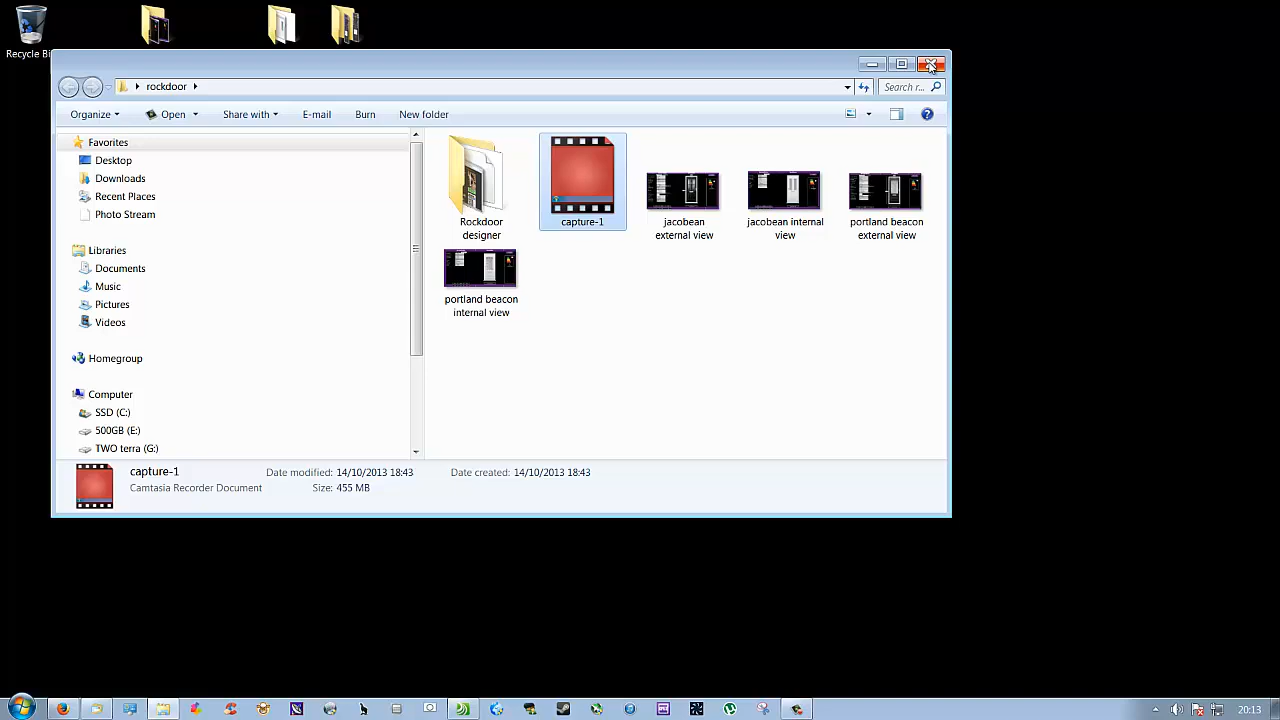 Recycle Bi
rockdoor
Search r...
Organize
Open
Share with
E-mail
Burn
New folder
Favorites
Desktop
Downloads
Recent Places
Photo Stream
Libraries
Documents
Music
Pictures
Videos
Homegroup
Computer
SSD (C:)
500GB (E:)
TWO terra (G:)
Rockdoor
designer
capture-1
jacobean
external view
jacobean internal
view
portland beacon
external view
portland beacon
internal view
capture-1
Date modified: 14/10/2013 18:43
Date created: 14/10/2013 18:43
Camtasia Recorder Document
Size: 455 MB
20:13